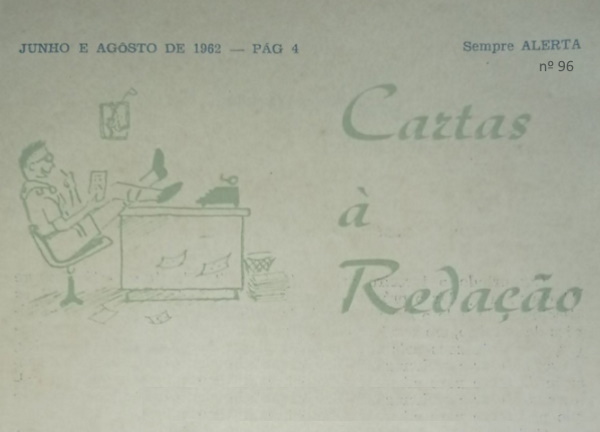 JUNHO E AGÔSTO DE 1962 — PÁG 4
Sempre ALERTA
nº 96
Cartas
à
Redação